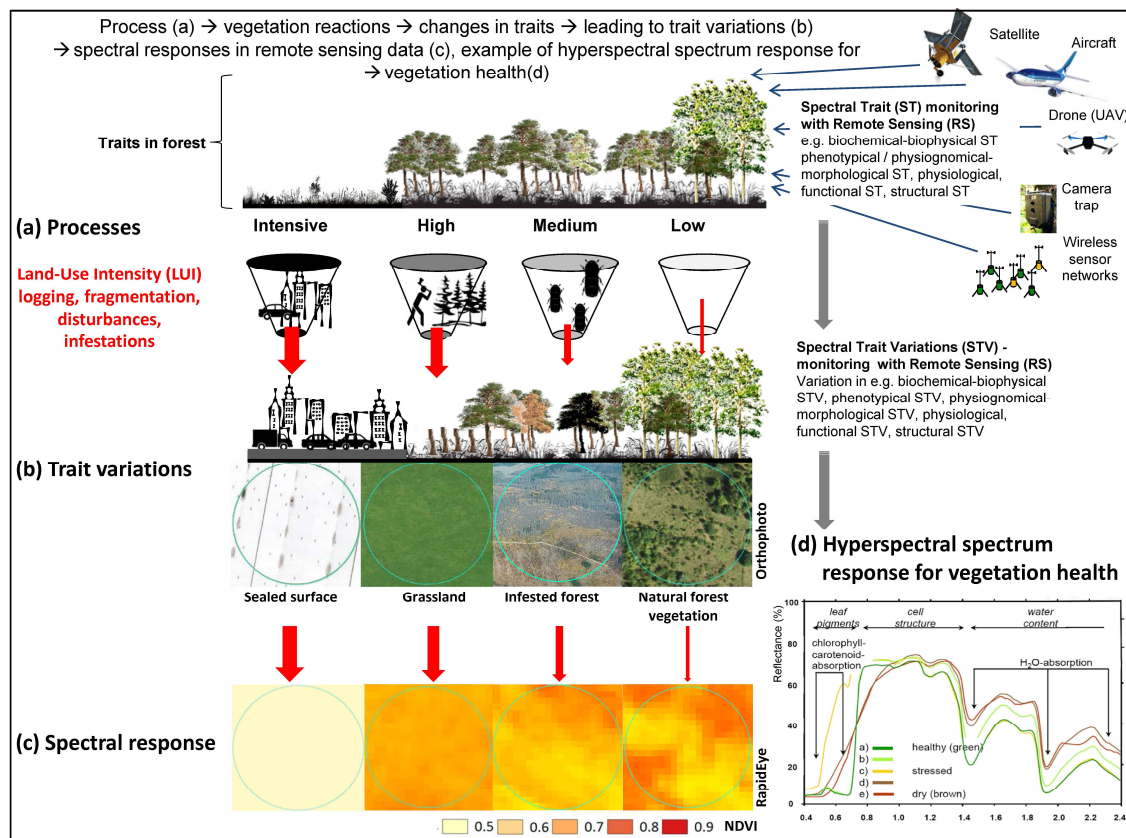 Process (a) → vegetation reactions → changes in traits → leading to trait variations (b)
→ spectral responses in remote sensing data (c), example of hyperspectral spectrum response for
→ vegetation health(d)
Satellite
Aircraft
Drone (UAV)
Camera
trap
Wireless
sensor
networks
Traits in forest
Spectral Trait (ST) monitoring
with Remote Sensing (RS)
e.g. biochemical-biophysical ST
phenotypical / physiognomical-
morphological ST, physiological,
functional ST, structural ST
(a) Processes
Intensive
High
Medium
Low
Land-Use Intensity (LUI)
logging, fragmentation,
disturbances,
infestations
Spectral Trait Variations (STV) -
monitoring with Remote Sensing (RS)
Variation in e.g. biochemical-biophysical
STV, phenotypical STV, physiognomical
morphological STV, physiological,
functional STV, structural STV
(b) Trait variations
Orthophoto
Sealed surface
Grassland
Infested forest
Natural forest
vegetation
(c) Spectral response
RapidEye
0.5
0.6
0.7
0.8
0.9
NDVI
(d) Hyperspectral spectrum
response for vegetation health
Reflectance (%)
100
80
60
40
20
0
leaf
pigments
cell
structure
water
content
chlorophyll-
carotenoid-
absorption
H₂O-absorption
a) healthy (green)
b)
c) stressed
d)
e) dry (brown)
0.4 0.6 0.8 1.0 1.2 1.4 1.6 1.8 2.0 2.2 2.4